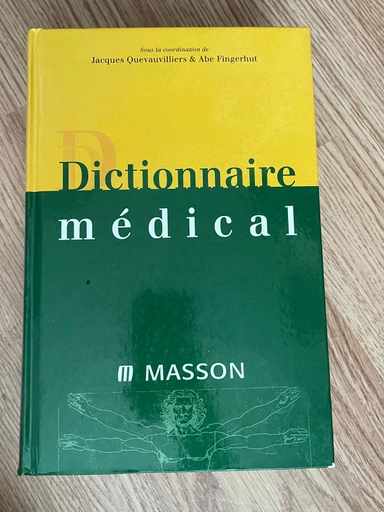 Sous la coordination de
Jacques Quevauvilliers & Abe Fingerhut
D
Dictionnaire
médical
m MASSON